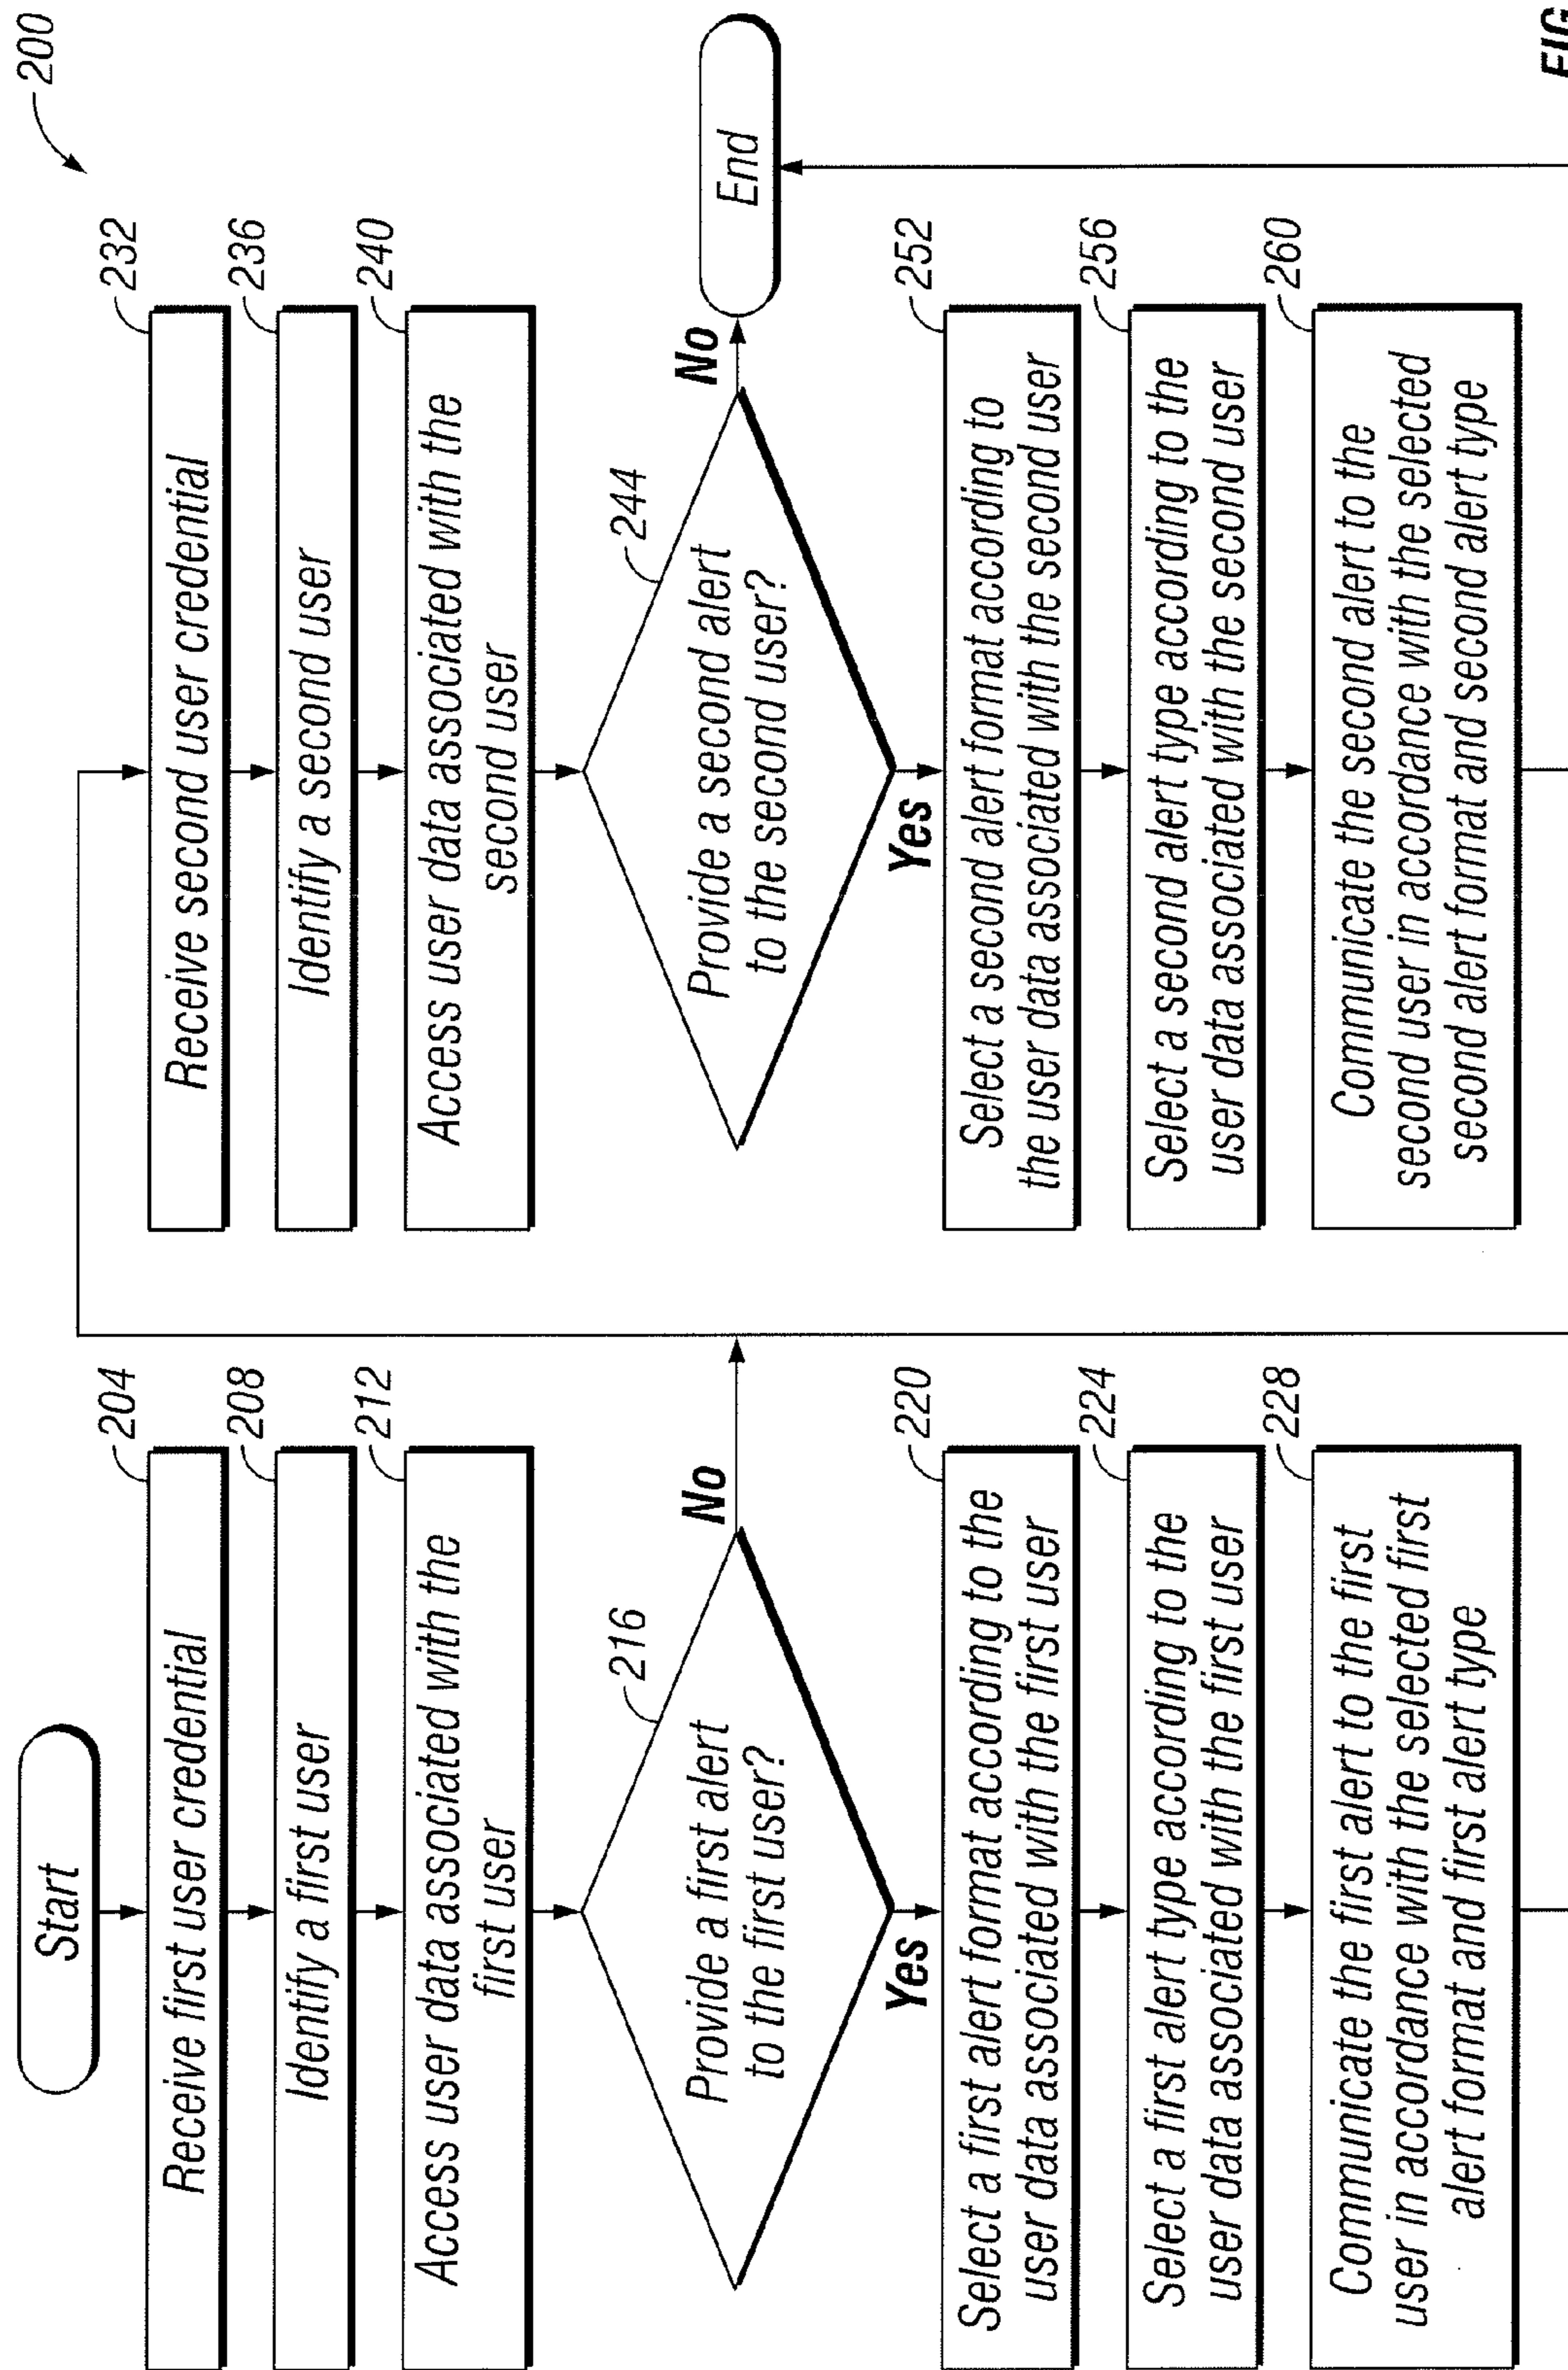 200
Start
204
Receive first user credential
208
Identify a first user
212
Access user data associated with the
first user
216
Provide a first alert
to the first user?
No
Yes
220
Select a first alert format according to the
user data associated with the first user
224
Select a first alert type according to the
user data associated with the first user
228
Communicate the first alert to the first
user in accordance with the selected first
alert format and first alert type
232
Receive second user credential
236
Identify a second user
240
Access user data associated with the
second user
244
Provide a second alert
to the second user?
No
End
Yes
252
Select a second alert format according to
the user data associated with the second user
256
Select a second alert type according to the
user data associated with the second user
260
Communicate the second alert to the
second user in accordance with the selected
second alert format and second alert type
FIG